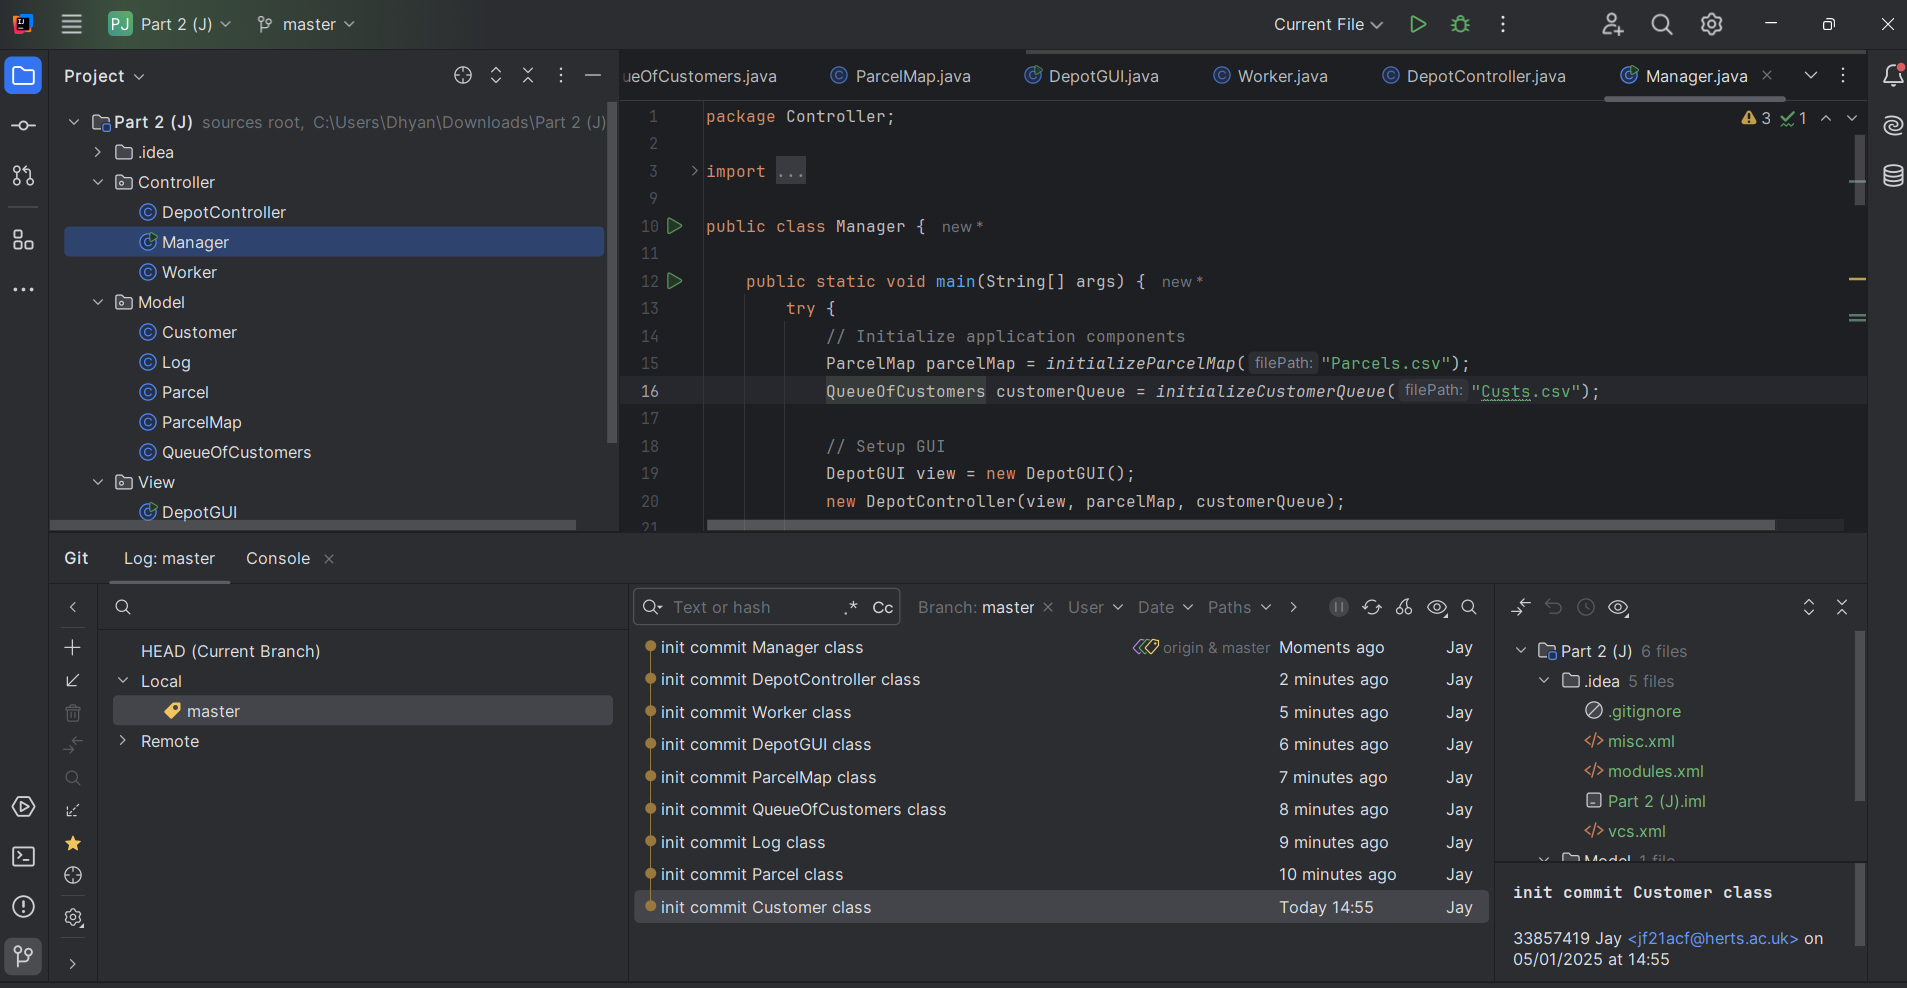 PJ Part 2 (J) master Current File
Project
ueOfCustomers.java ParcelMap.java DepotGUI.java Worker.java DepotController.java Manager.java
Part 2 (J) sources root, C:\Users\Dhyan\Downloads\Part 2 (J)
.idea
Controller
DepotController
Manager
Worker
Model
Customer
Log
Parcel
ParcelMap
QueueOfCustomers
View
DepotGUI
3 1
1 package Controller;
2
3 import ...
9
10 public class Manager { new *
11
12 public static void main(String[] args) { new *
13 try {
14 // Initialize application components
15 ParcelMap parcelMap = initializeParcelMap( filePath: "Parcels.csv");
16 QueueOfCustomers customerQueue = initializeCustomerQueue( filePath: "Custs.csv");
17
18 // Setup GUI
19 DepotGUI view = new DepotGUI();
20 new DepotController(view, parcelMap, customerQueue);
21
Git Log: master Console
HEAD (Current Branch)
Local
master
Remote
Text or hash .* Cc Branch: master User Date Paths
init commit Manager class origin & master Moments ago Jay
init commit DepotController class 2 minutes ago Jay
init commit Worker class 5 minutes ago Jay
init commit DepotGUI class 6 minutes ago Jay
init commit ParcelMap class 7 minutes ago Jay
init commit QueueOfCustomers class 8 minutes ago Jay
init commit Log class 9 minutes ago Jay
init commit Parcel class 10 minutes ago Jay
init commit Customer class Today 14:55 Jay
Part 2 (J) 6 files
.idea 5 files
.gitignore
misc.xml
modules.xml
Part 2 (J).iml
vcs.xml
Model 1 file
init commit Customer class
33857419 Jay <jf21acf@herts.ac.uk> on
05/01/2025 at 14:55